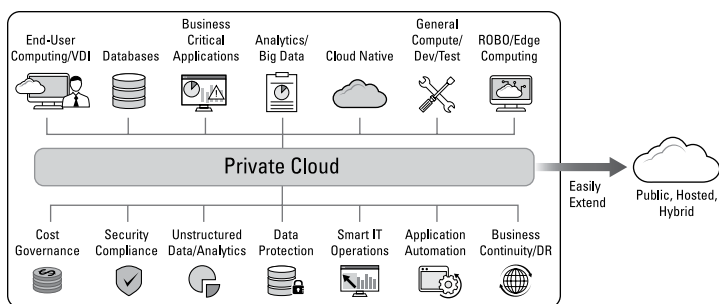 End-User
Computing/VDI
Databases
Business
Critical
Applications
Analytics/
Big Data
Cloud Native
General
Compute/
Dev/Test
ROBO/Edge
Computing
Private Cloud
Easily
Extend
Public, Hosted,
Hybrid
Cost
Governance
Security
Compliance
Unstructured
Data/Analytics
Data
Protection
Smart IT
Operations
Application
Automation
Business
Continuity/DR